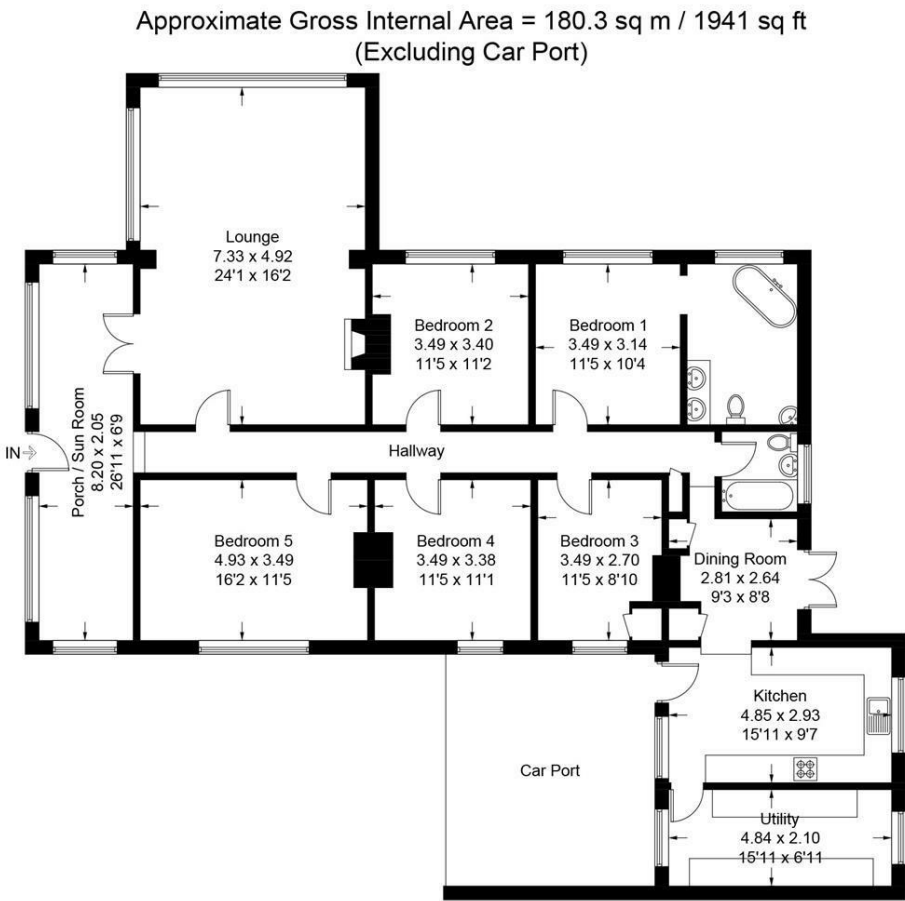 Approximate Gross Internal Area = 180.3 sq m / 1941 sq ft
(Excluding Car Port)
Lounge
7.33 x 4.92
24'1 x 16'2
Bedroom 2
3.49 x 3.40
11'5 x 11'2
Bedroom 1
3.49 x 3.14
11'5 x 10'4
IN
Porch / Sun Room
8.20 x 2.05
26'11 x 6'9
Hallway
Bedroom 5
4.93 x 3.49
16'2 x 11'5
Bedroom 4
3.49 x 3.38
11'5 x 11'1
Bedroom 3
3.49 x 2.70
11'5 x 8'10
Dining Room
2.81 x 2.64
9'3 x 8'8
Kitchen
4.85 x 2.93
15'11 x 9'7
Car Port
Utility
4.84 x 2.10
15'11 x 6'11